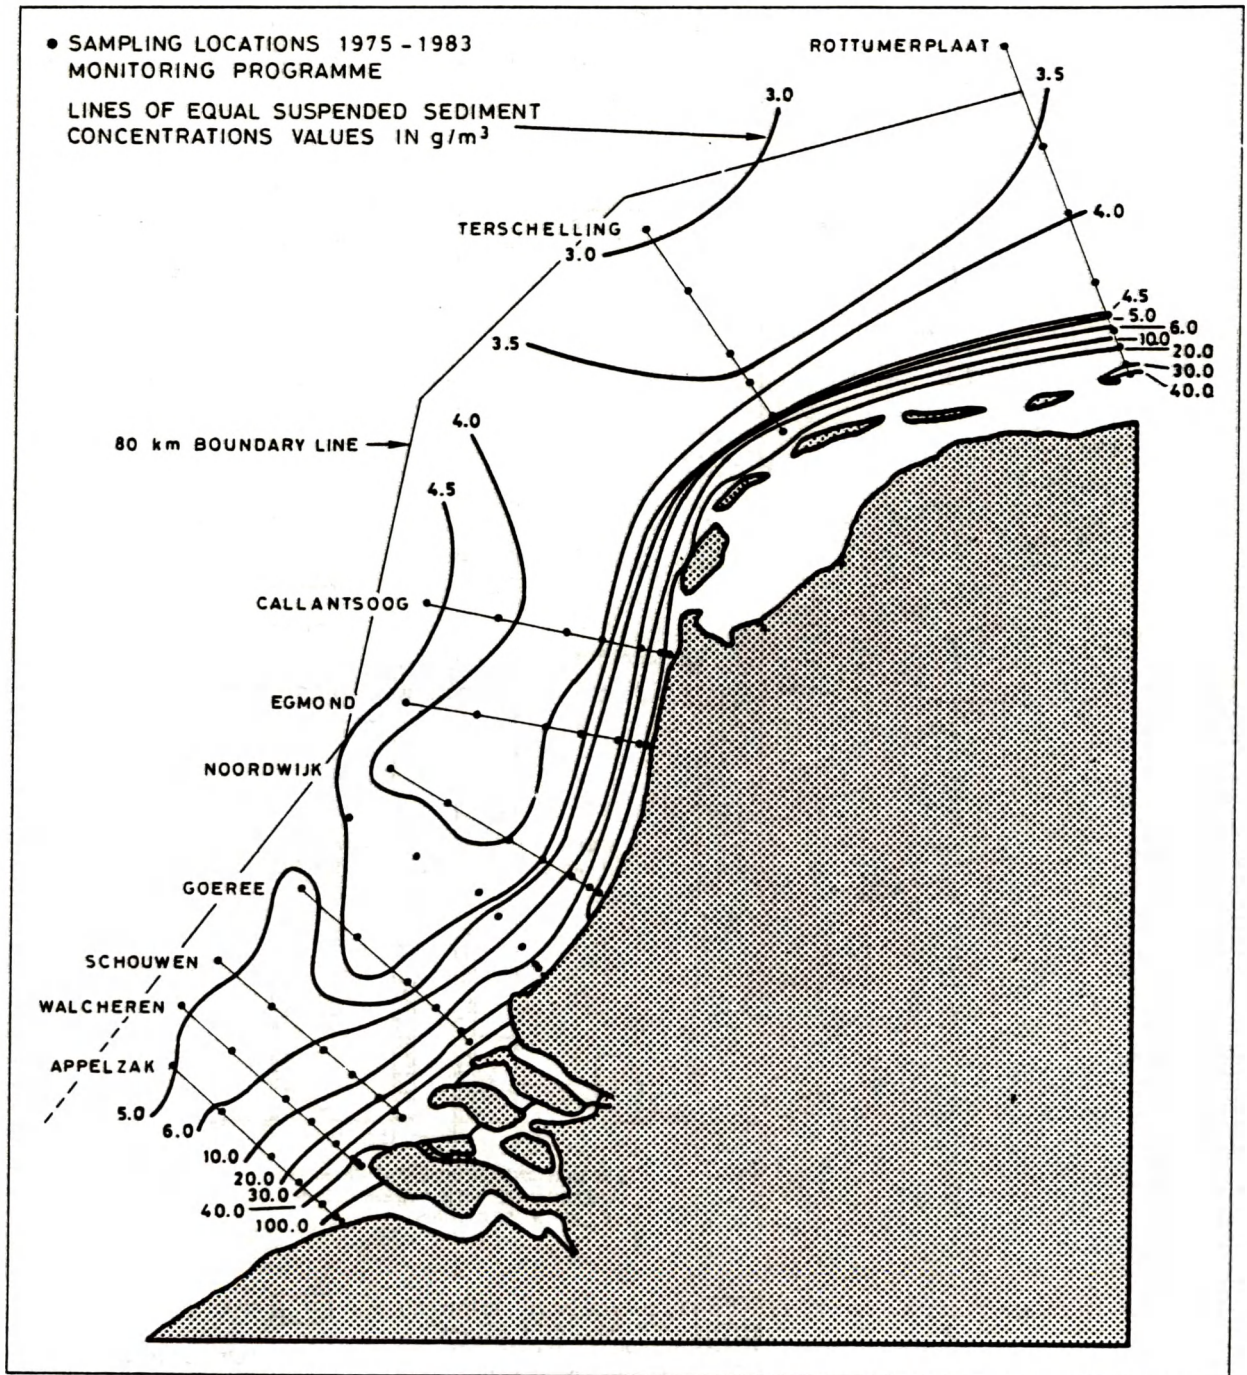 • SAMPLING LOCATIONS 1975-1983
MONITORING PROGRAMME
LINES OF EQUAL SUSPENDED SEDIMENT
CONCENTRATIONS VALUES IN g/m³
ROTTUMERPLAAT
3.5
3.0
4.0
TERSCHELLING
3.0
4.5
5.0
6.0
10.0
20.0
30.0
40.0
3.5
4.0
80 km BOUNDARY LINE
4.5
CALLANTSOOG
EGMOND
NOORDWIJK
GOEREE
SCHOUWEN
WALCHEREN
APPELZAK
5.0
6.0
10.0
20.0
30.0
40.0
100.0